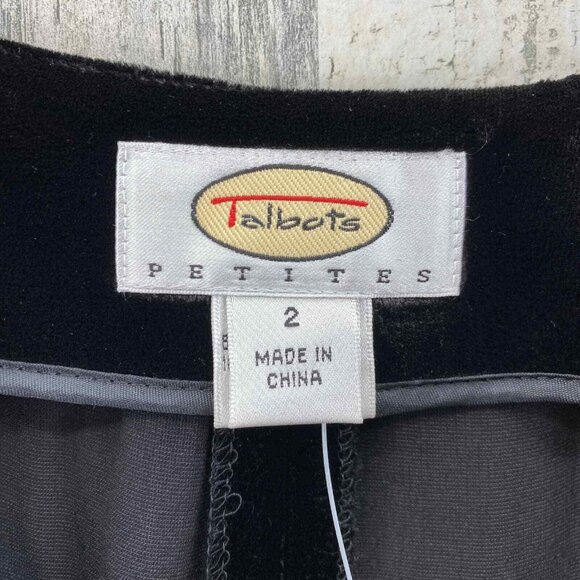 Talbots
PETITES
2
MADE IN
CHINA